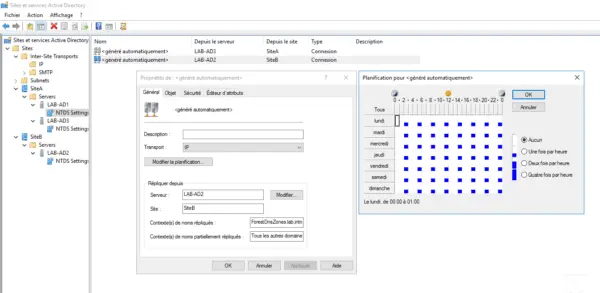 Sites et services Active Directory
Fichier Action Affichage ?
Sites et services Active Directory
Sites
Inter-Site Transports
IP
SMTP
Subnets
SiteA
Servers
LAB-AD1
NTDS Settings
LAB-AD3
NTDS Settings
SiteB
Servers
LAB-AD2
NTDS Settings
Nom Depuis le serveur Depuis le site Type Description
<généré automatiquement> LAB-AD3 SiteA Connexion
<généré automatiquement> LAB-AD2 SiteB Connexion
Propriétés de : <généré automatiquement> ? ×
Général Objet Sécurité Éditeur d'attribut
<généré automatiquement>
Description :
Transport : IP
Modifier la planification...
Répliquer depuis
Serveur : LAB-AD2 Modifier...
Site : SiteB
Contexte(s) de noms répliqués : ForestDnsZones.lab.intra
Contexte(s) de noms partiellement répliqués : Tous les autres domaine
OK Annuler Appliquer Aide
Planification pour <généré automatiquement> ×
0 - 2 - 4 - 6 - 8 - 10 - 12 - 14 - 16 - 18 - 20 - 22 - 0
Tous
lundi
mardi
mercredi
jeudi
vendredi
samedi
dimanche
OK
Annuler
Aucun
Une fois par heure
Deux fois par heure
Quatre fois par heure
Le lundi, de 00:00 à 01:00